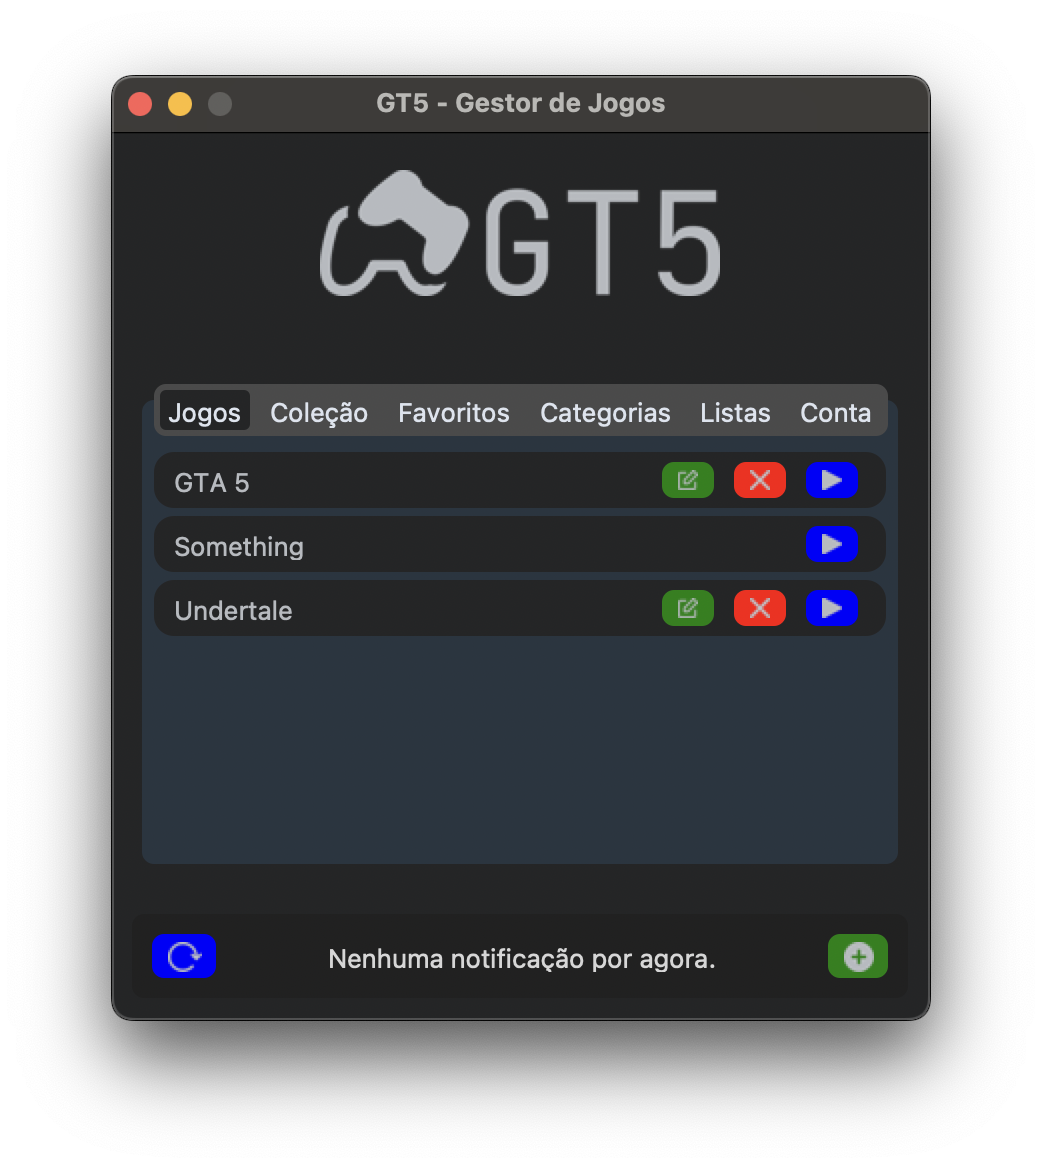 GT5 - Gestor de Jogos
GT5
Jogos Coleção Favoritos Categorias Listas Conta
GTA 5
Something
Undertale
Nenhuma notificação por agora.